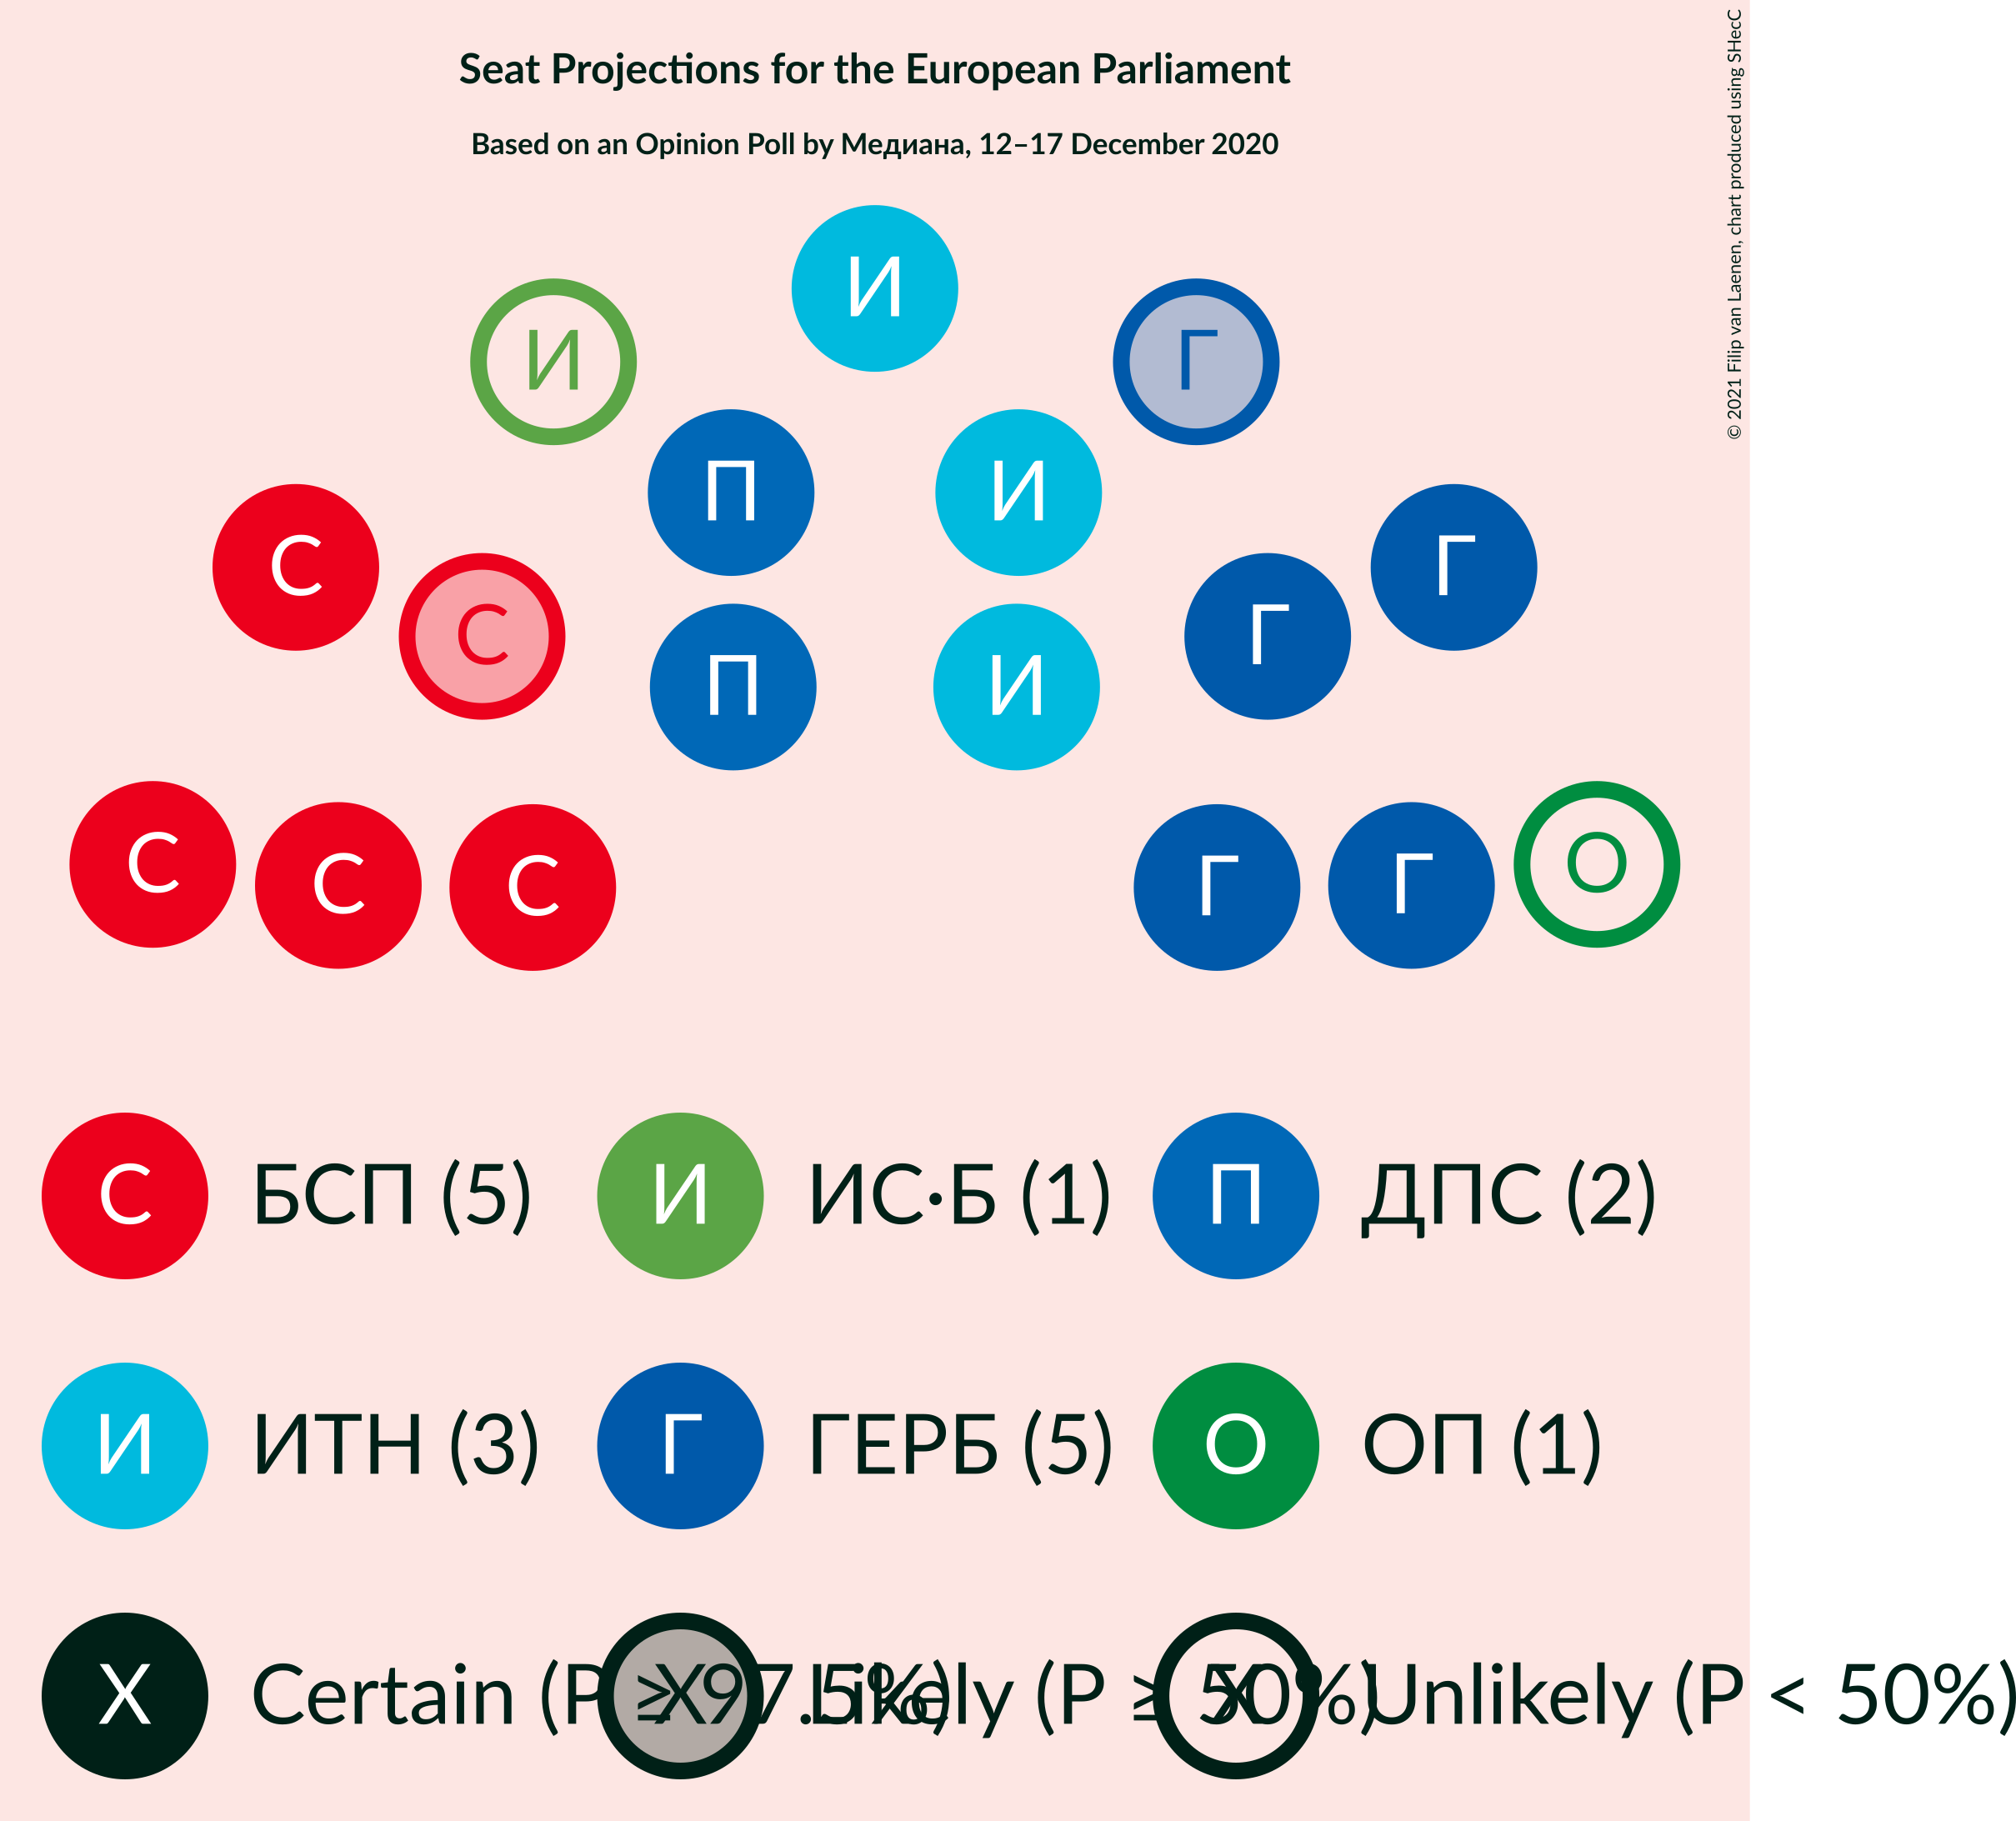 Seat Projections for the European Parliament
Based on an Opinion Poll by Медиана, 12–17 December 2020
© 2021 Filip van Laenen, chart produced using SHecC
И
И
Г
П
И
С
Г
С
Г
П
И
С
О
С
Г
С
Г
С БСП (5) И ИС•Б (1) П ДПС (2)
И ИТН (3) Г ГЕРБ (5) О ОП (1)
X Certain (P ≥ 97.5%) X Likely (P ≥ 50%) X Unlikely (P < 50%)